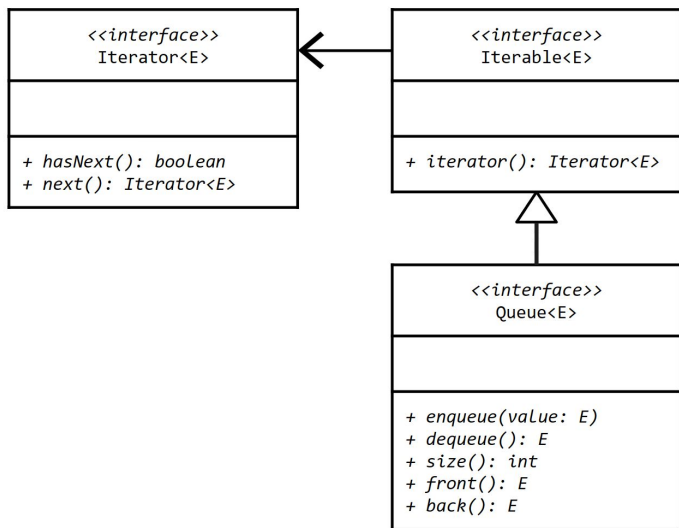 <<interface>>
Iterator<E>
+ hasNext(): boolean
+ next(): Iterator<E>
<<interface>>
Iterable<E>
+ iterator(): Iterator<E>
<<interface>>
Queue<E>
+ enqueue(value: E)
+ dequeue(): E
+ size(): int
+ front(): E
+ back(): E